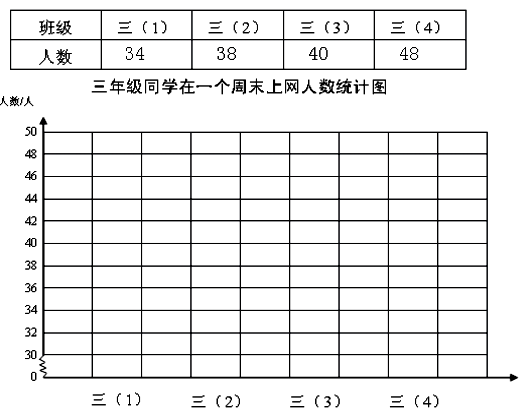 班级 三（1） 三（2） 三（3） 三（4）
人数 34 38 40 48
三年级同学在一个周末上网人数统计图
人数/人
50
48
46
44
42
40
38
36
34
32
30
0
三（1） 三（2） 三（3） 三（4）